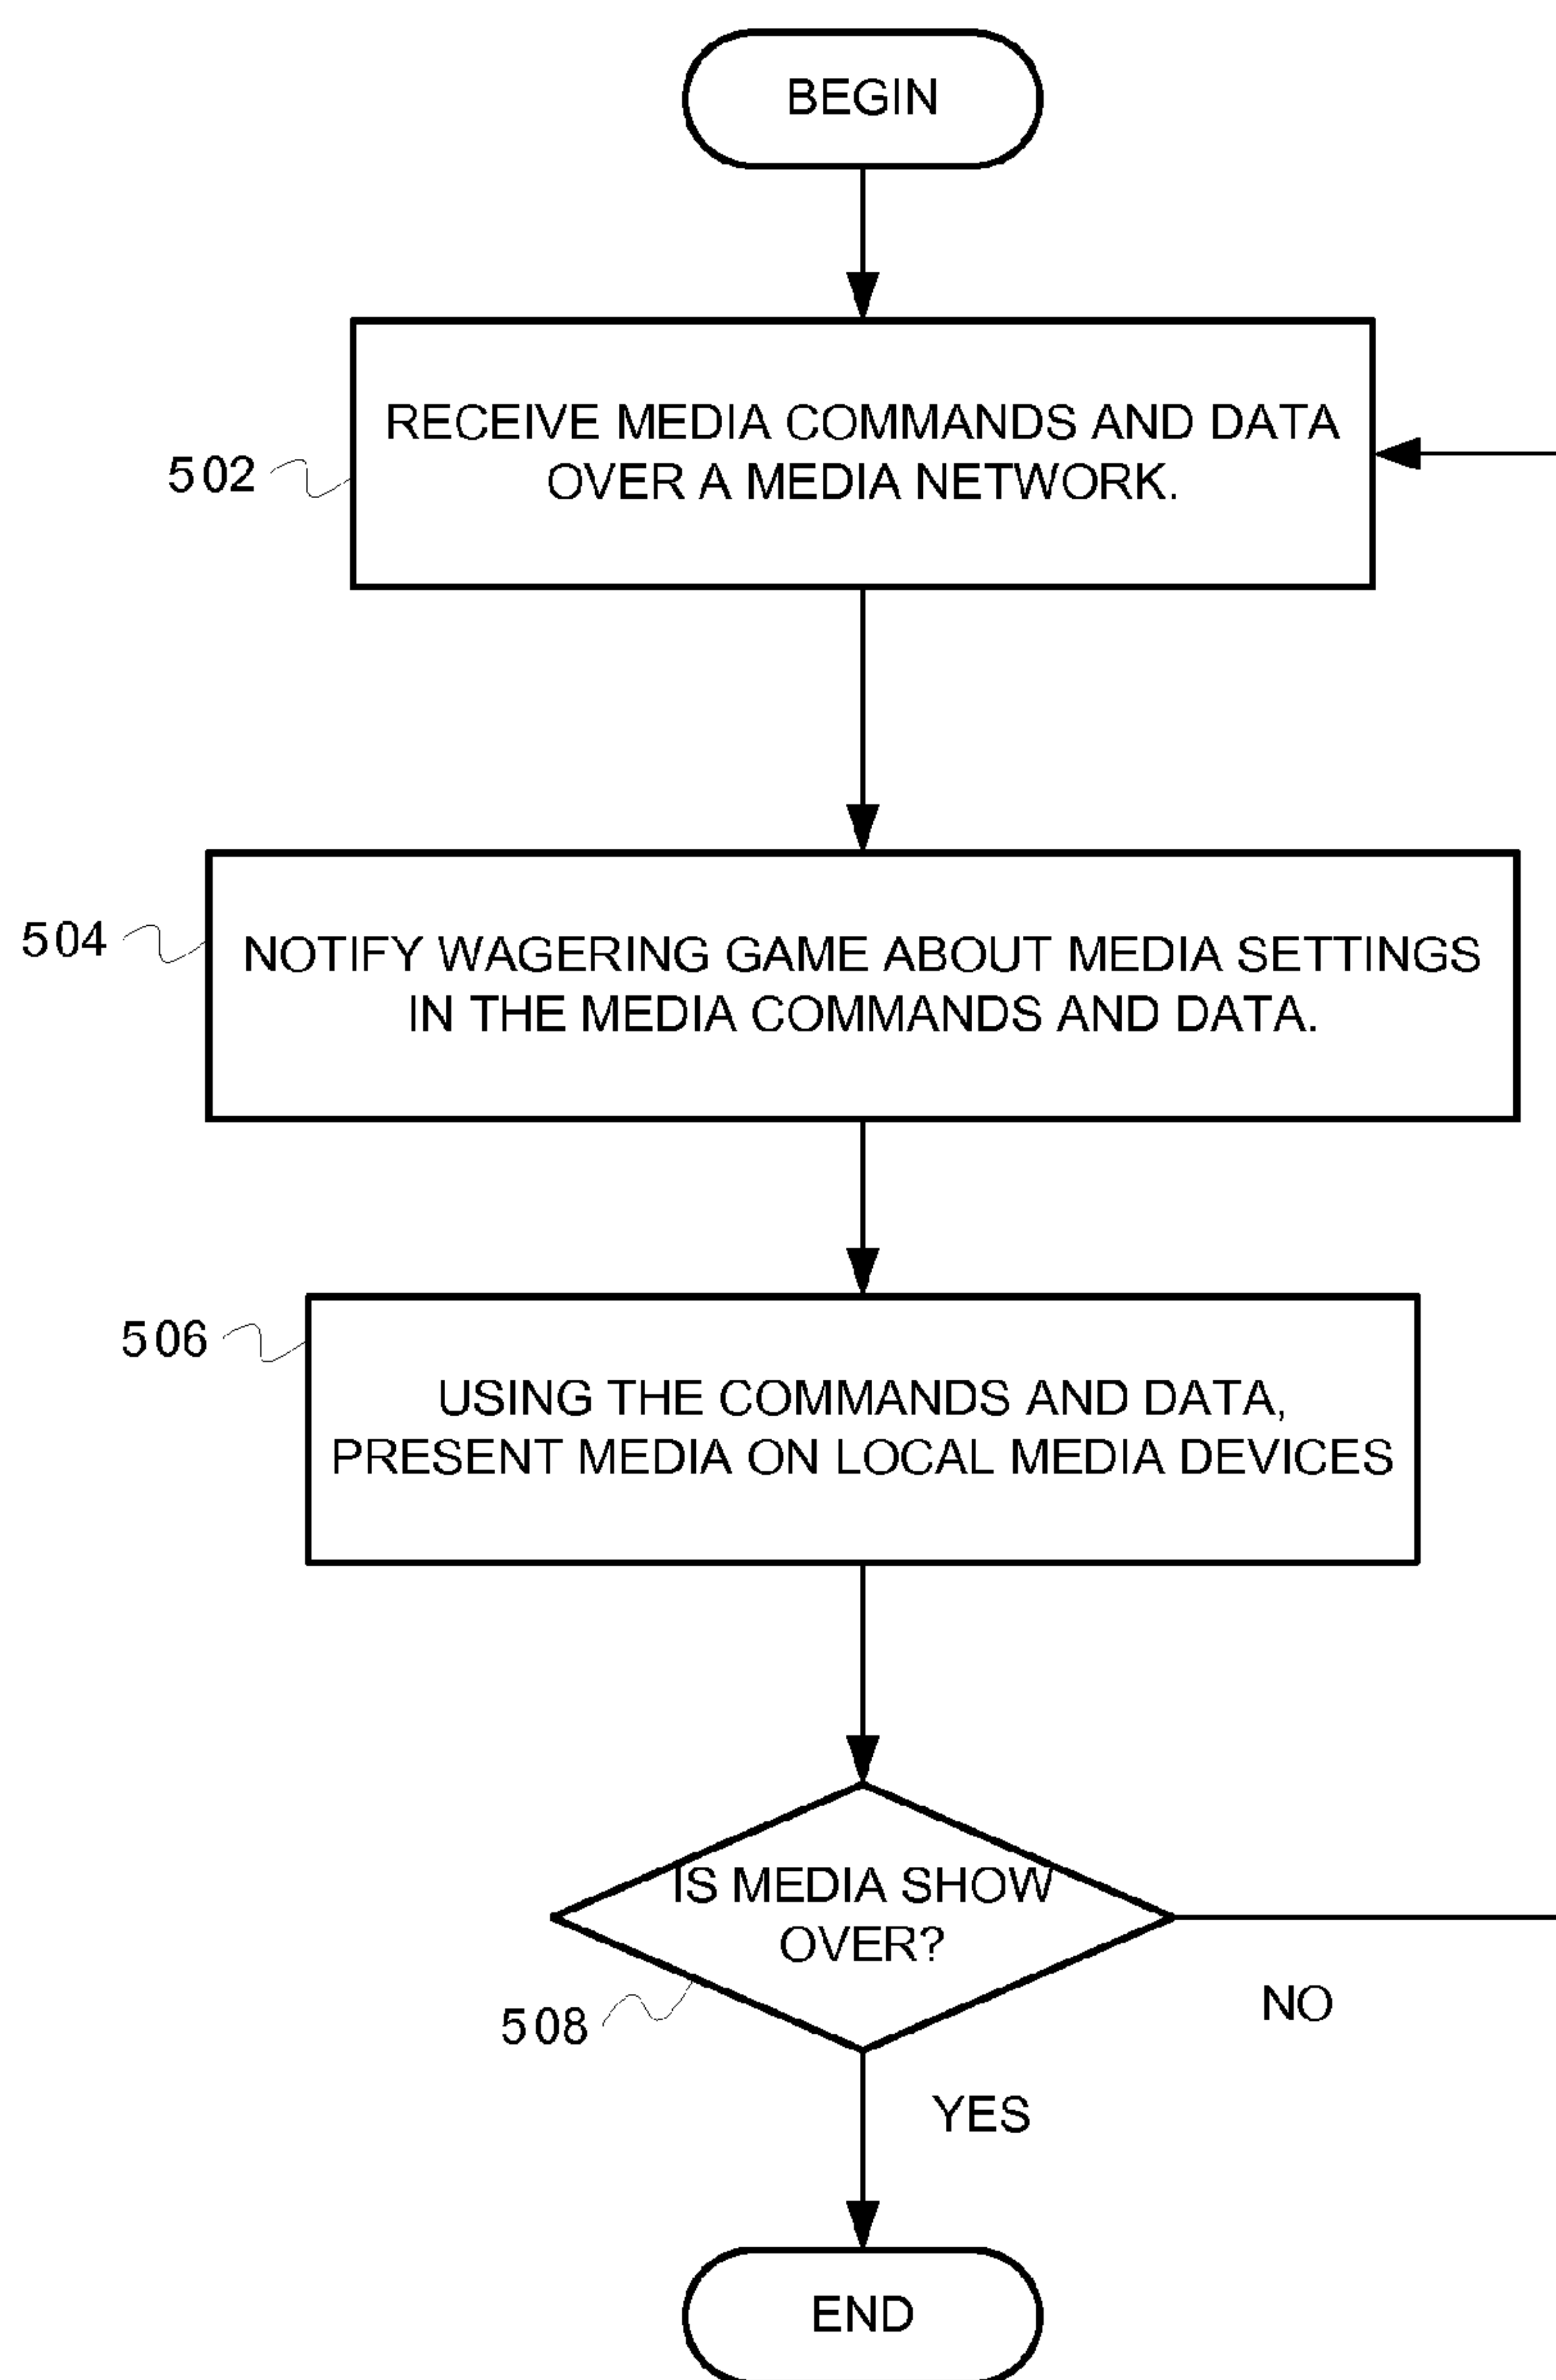 BEGIN
RECEIVE MEDIA COMMANDS AND DATA
OVER A MEDIA NETWORK.
502
504
NOTIFY WAGERING GAME ABOUT MEDIA SETTINGS
IN THE MEDIA COMMANDS AND DATA.
506
USING THE COMMANDS AND DATA,
PRESENT MEDIA ON LOCAL MEDIA DEVICES
IS MEDIA SHOW
OVER?
508
NO
YES
END